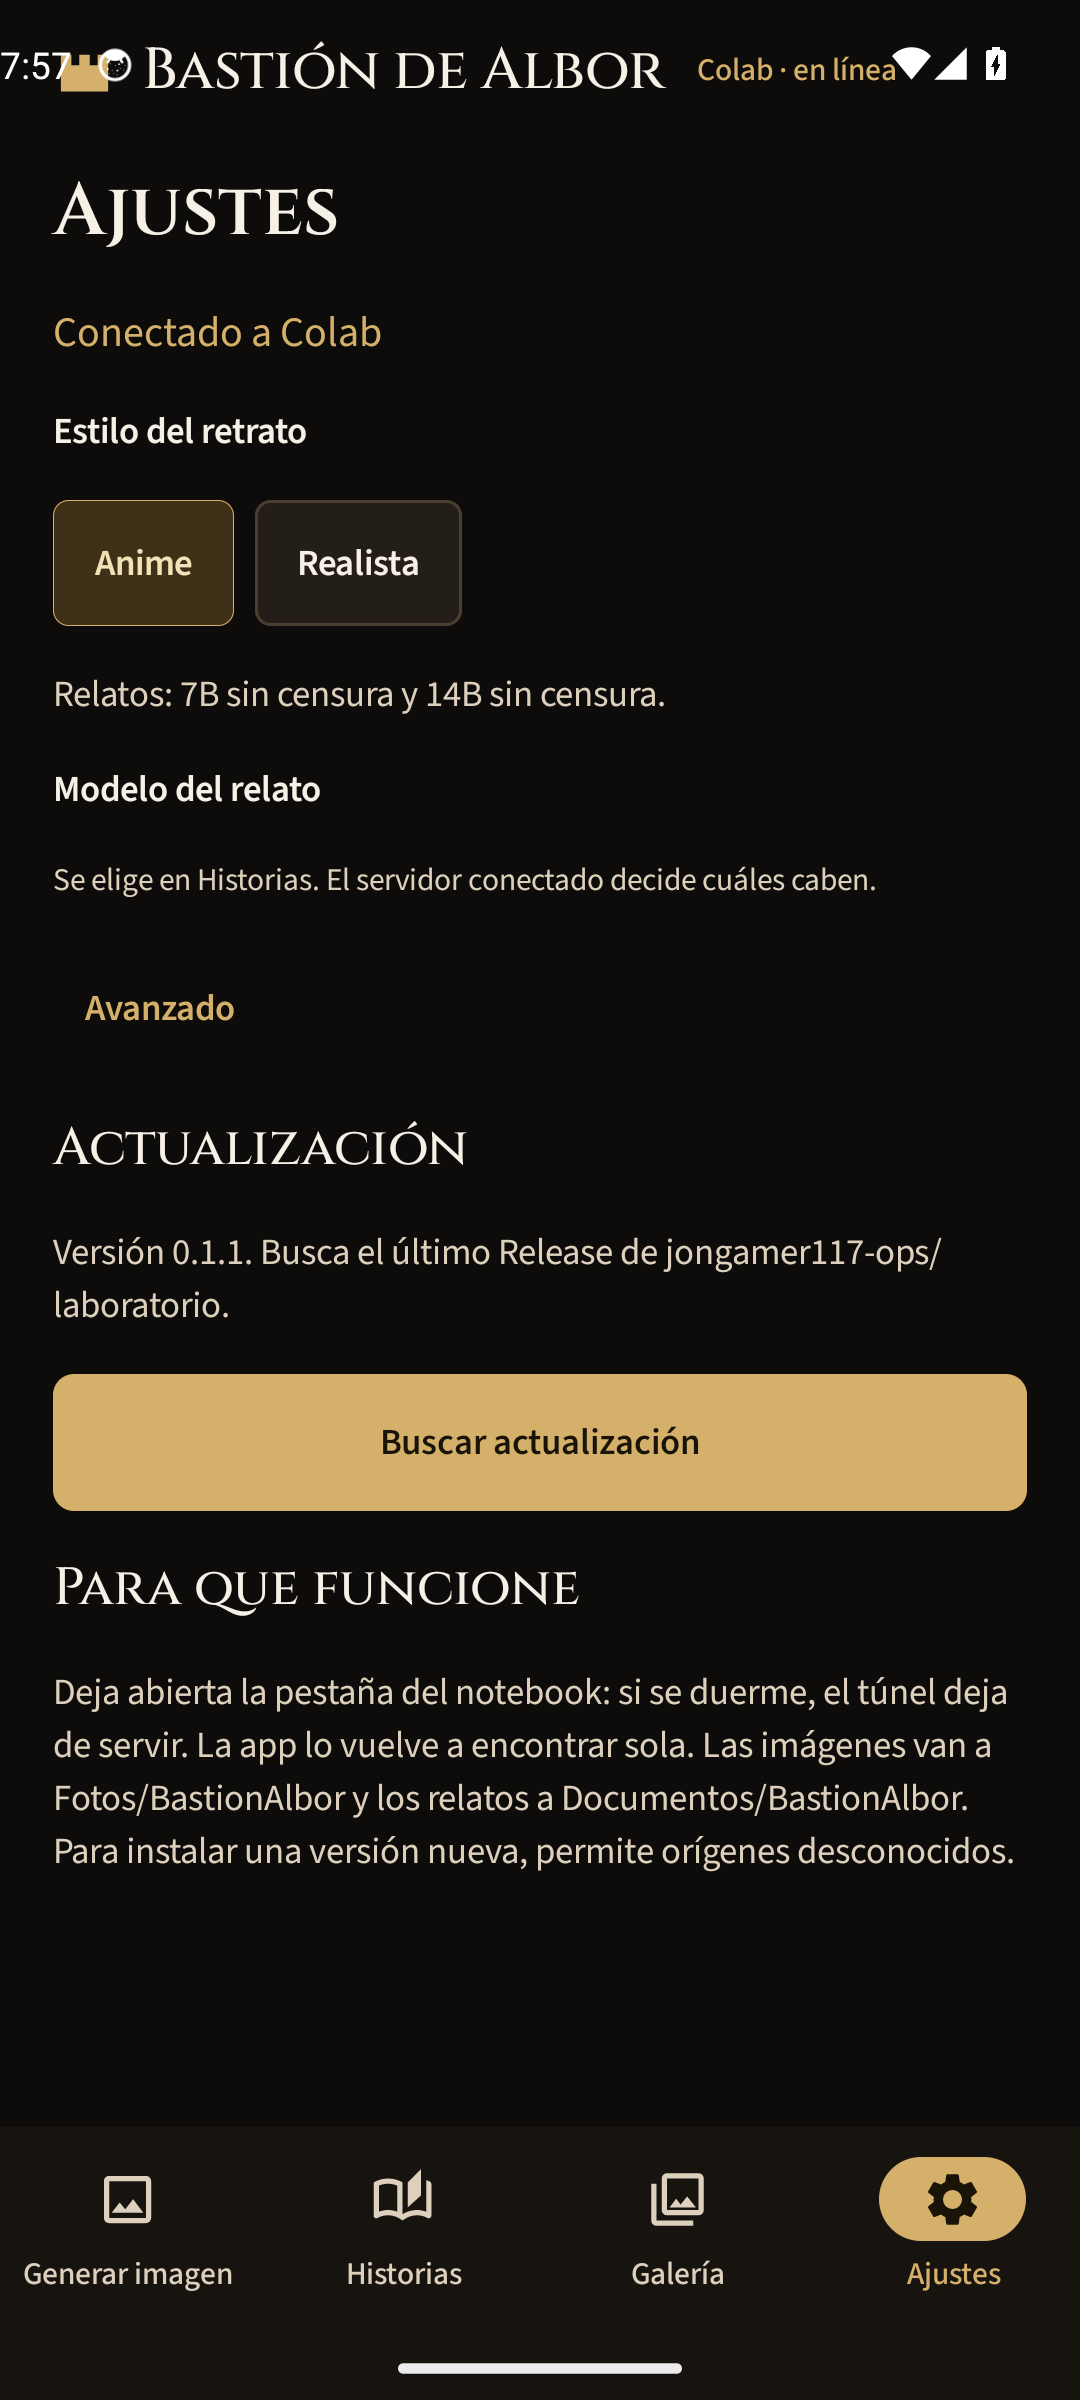 7:57
Bastión de Albor
Colab · en línea
Ajustes
Conectado a Colab
Estilo del retrato
Anime
Realista
Relatos: 7B sin censura y 14B sin censura.
Modelo del relato
Se elige en Historias. El servidor conectado decide cuáles caben.
Avanzado
Actualización
Versión 0.1.1. Busca el último Release de jongamer117-ops/
laboratorio.
Buscar actualización
Para que funcione
Deja abierta la pestaña del notebook: si se duerme, el túnel deja
de servir. La app lo vuelve a encontrar sola. Las imágenes van a
Fotos/BastionAlbor y los relatos a Documentos/BastionAlbor.
Para instalar una versión nueva, permite orígenes desconocidos.
Generar imagen
Historias
Galería
Ajustes